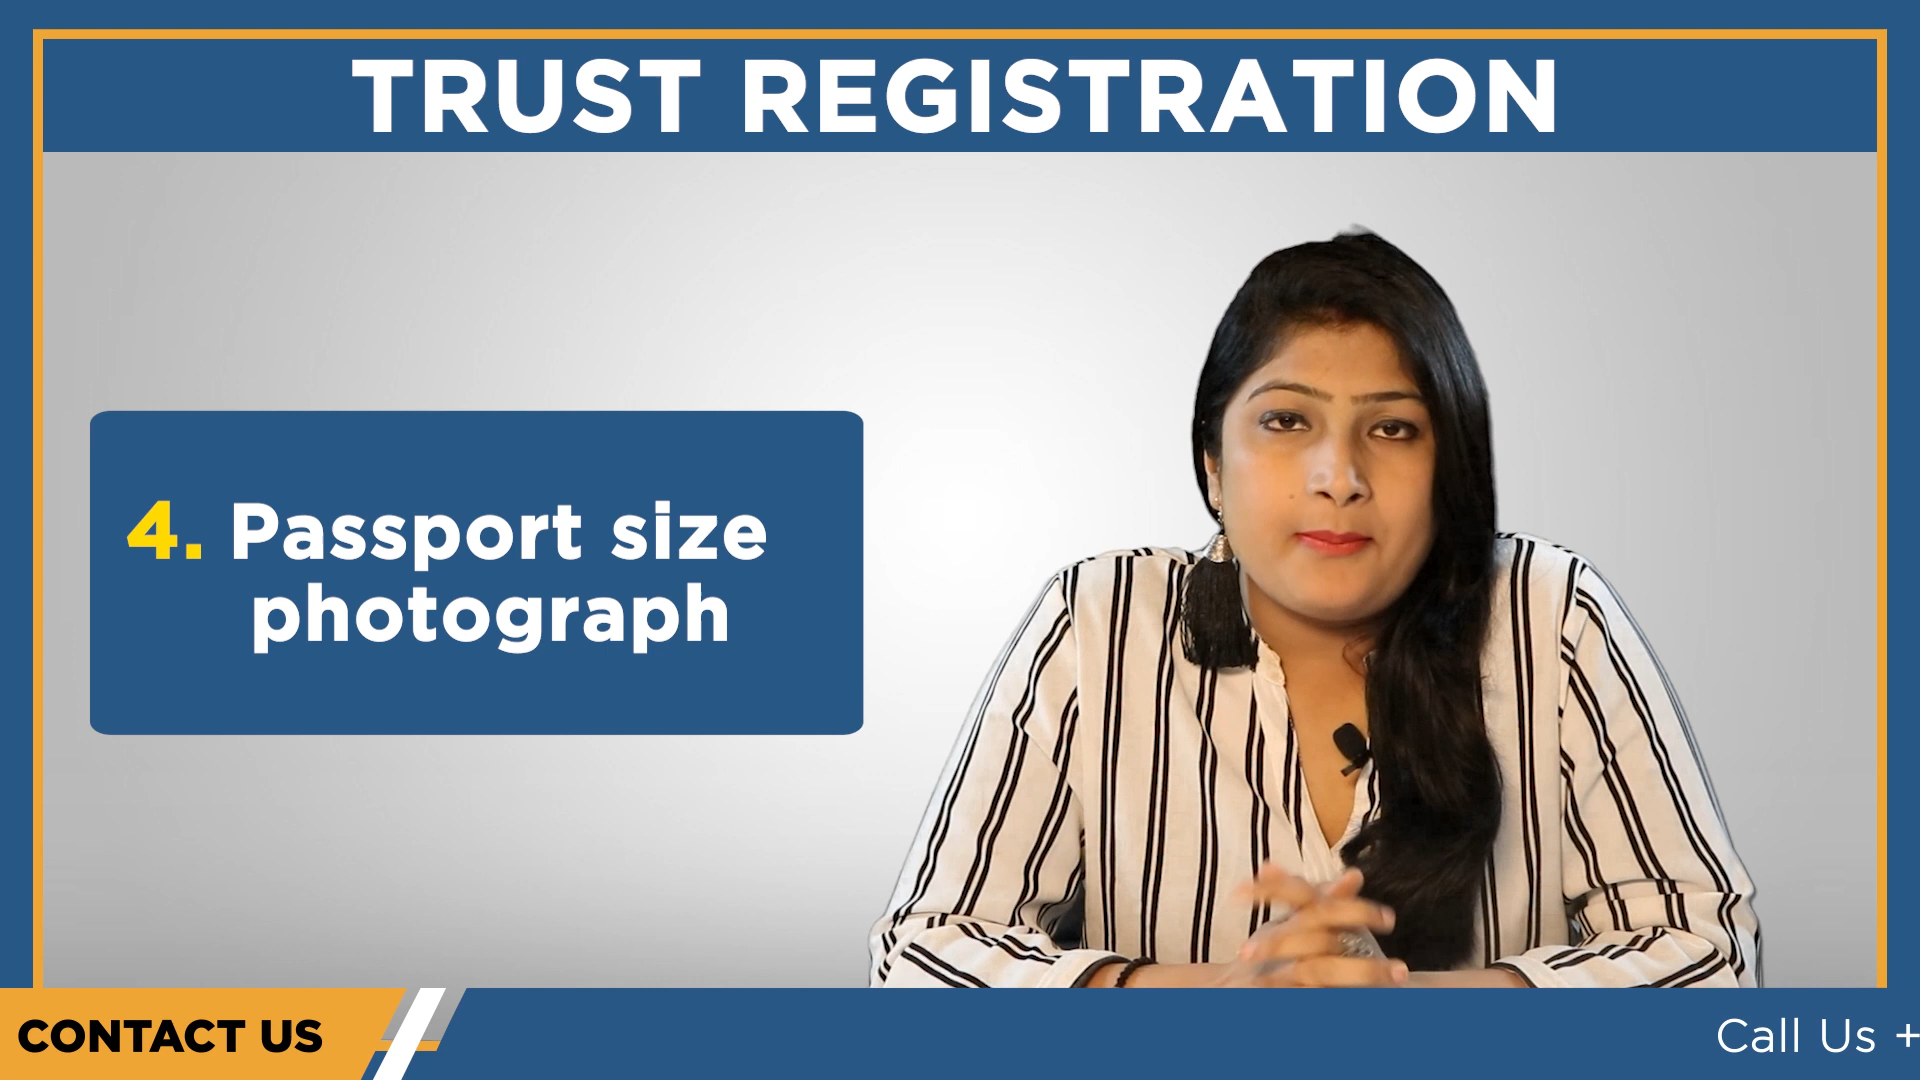 TRUST REGISTRATION
4. Passport size
photograph
CONTACT US
Call Us +